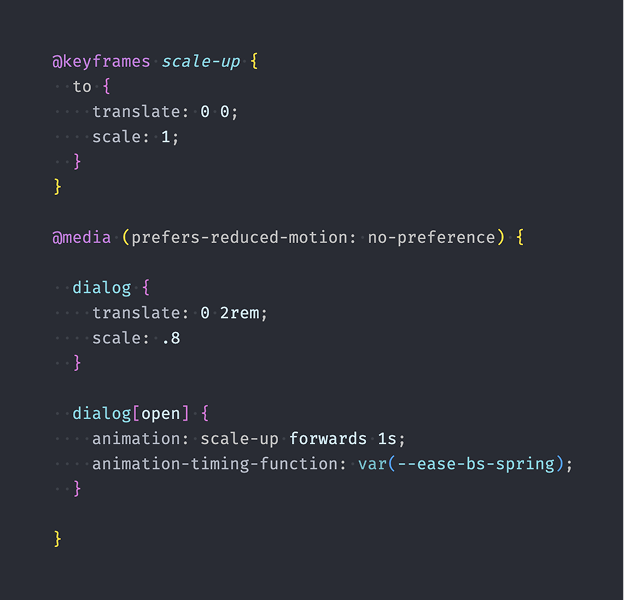 @keyframes scale-up {
  to {
    translate: 0 0;
    scale: 1;
  }
}
@media (prefers-reduced-motion: no-preference) {
  dialog {
    translate: 0 2rem;
    scale: .8
  }
  dialog[open] {
    animation: scale-up forwards 1s;
    animation-timing-function: var(--ease-bs-spring);
  }
}